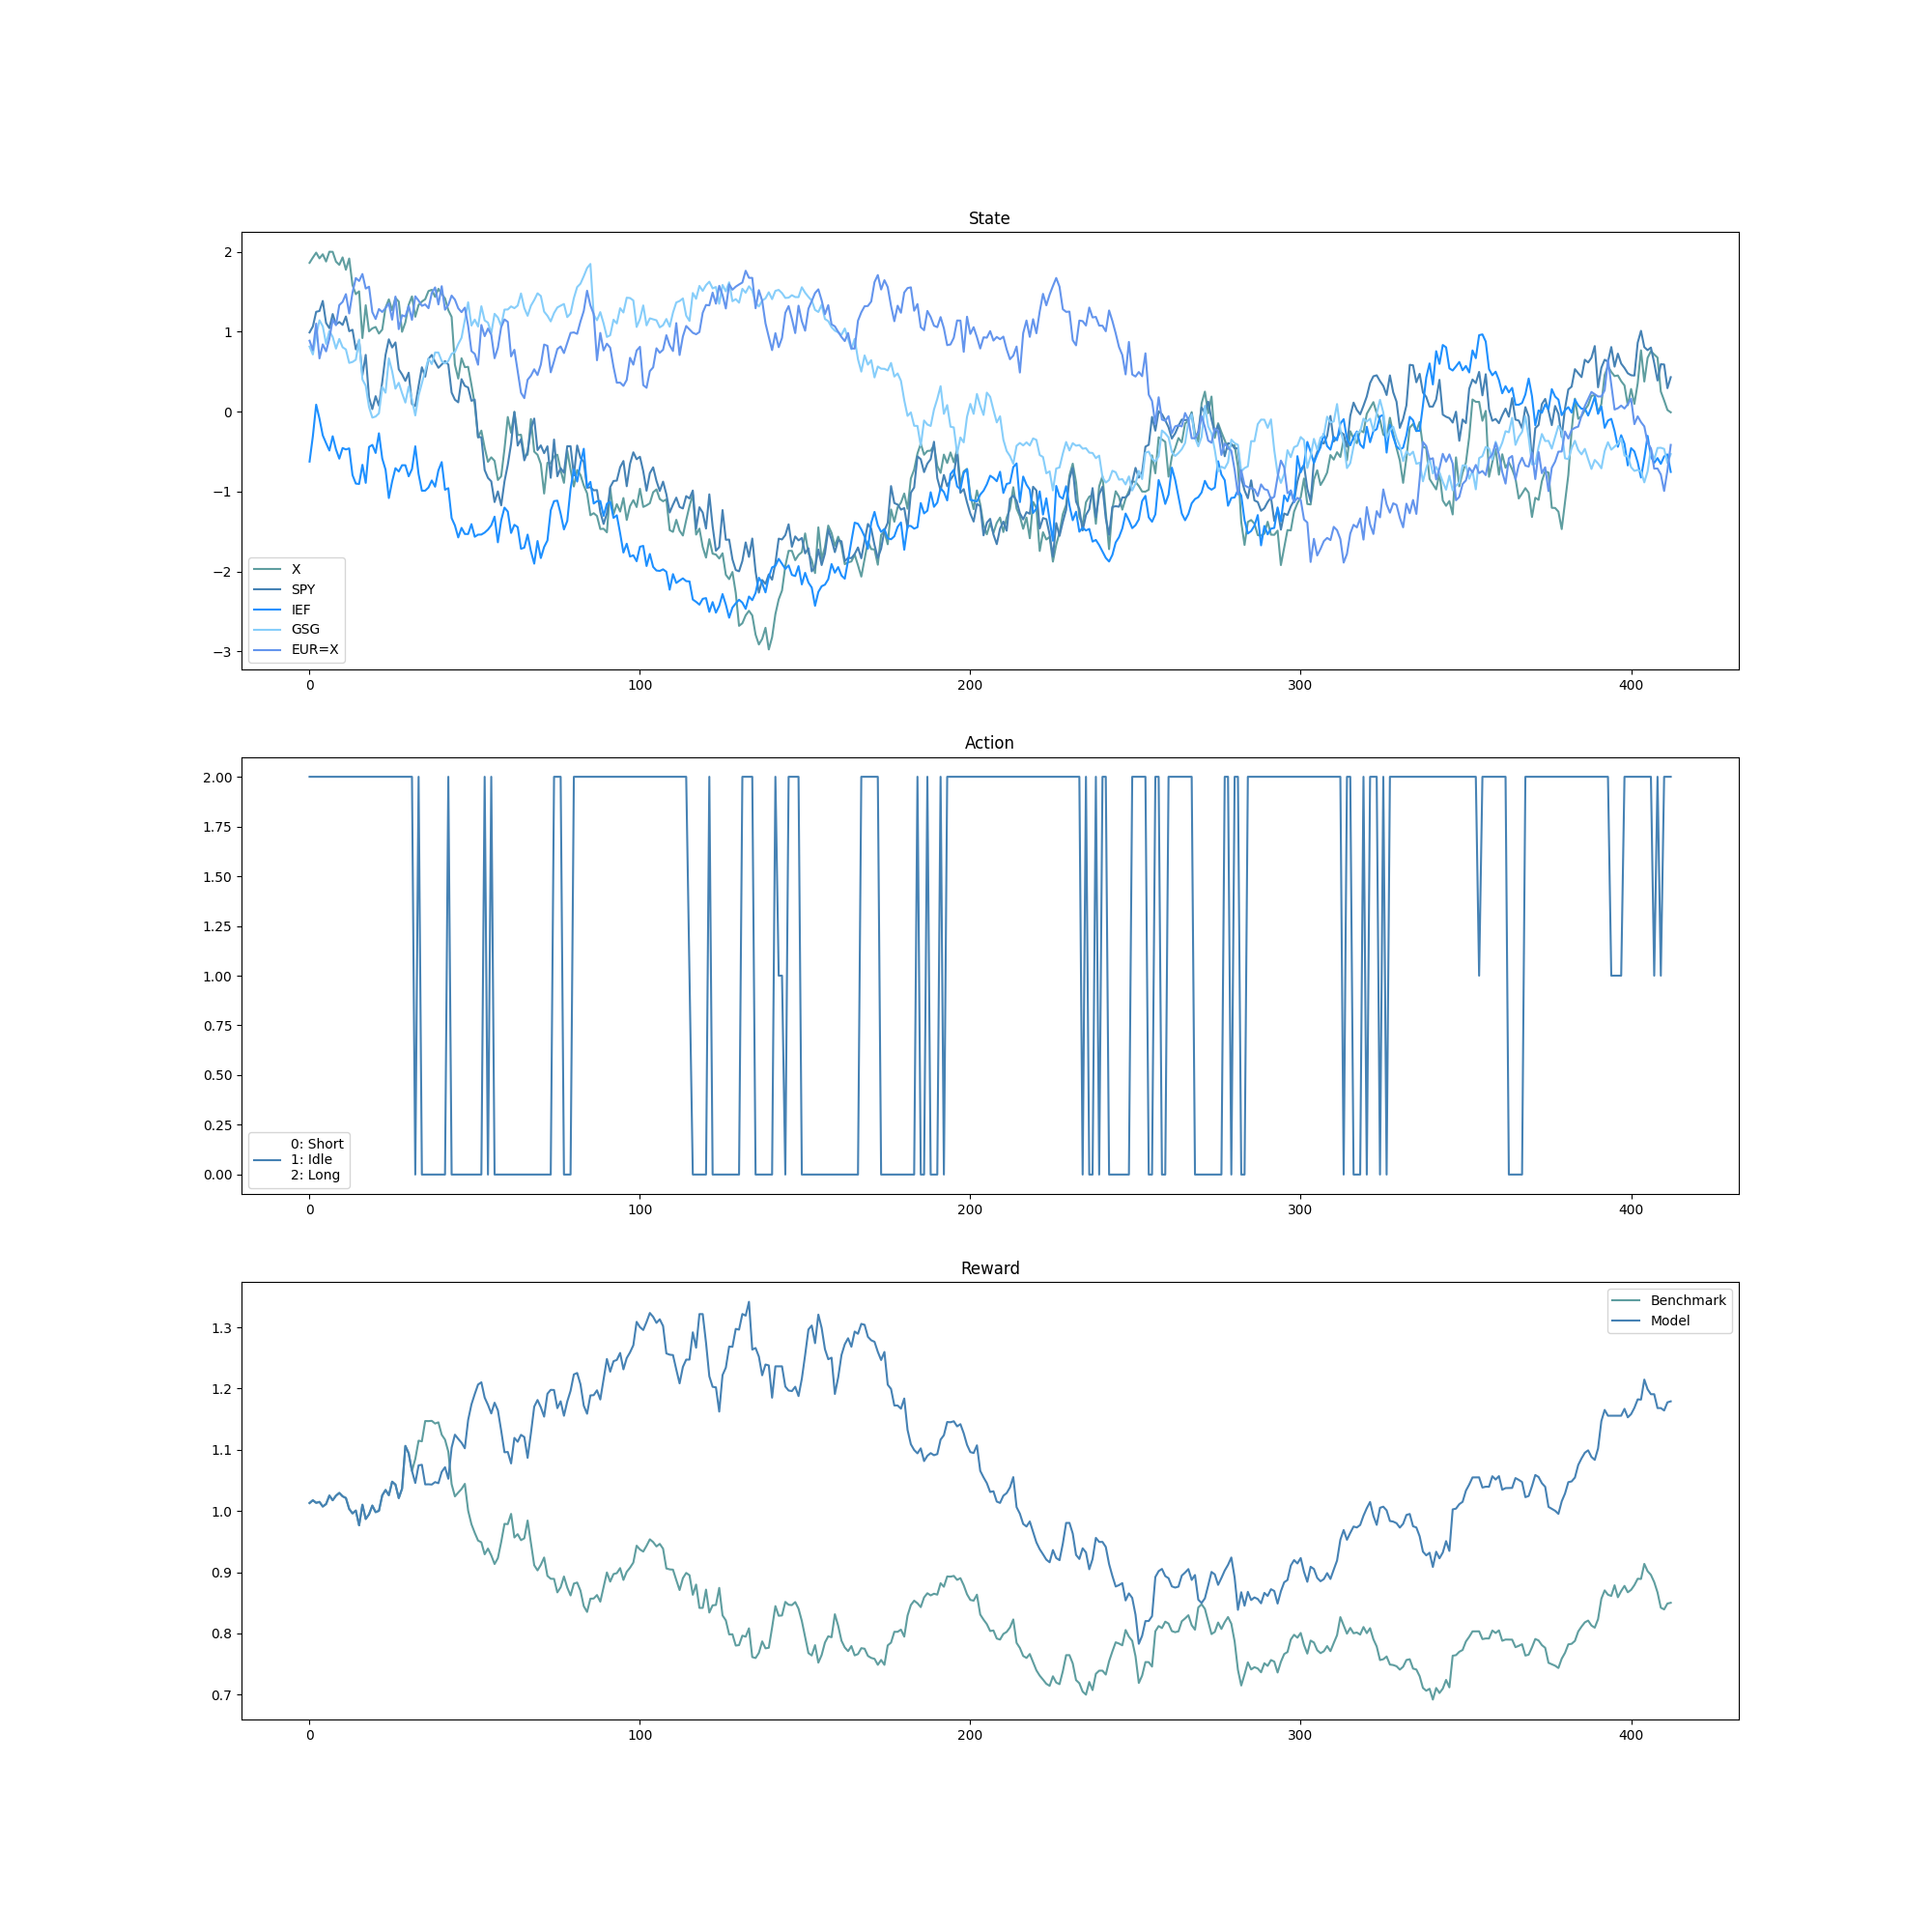 State
2
1
0
−1
−2
−3
X
SPY
IEF
GSG
EUR=X
0 100 200 300 400
Action
2.00
1.75
1.50
1.25
1.00
0.75
0.50
0.25
0.00
0: Short
1: Idle
2: Long
0 100 200 300 400
Reward
1.3
1.2
1.1
1.0
0.9
0.8
0.7
Benchmark
Model
0 100 200 300 400